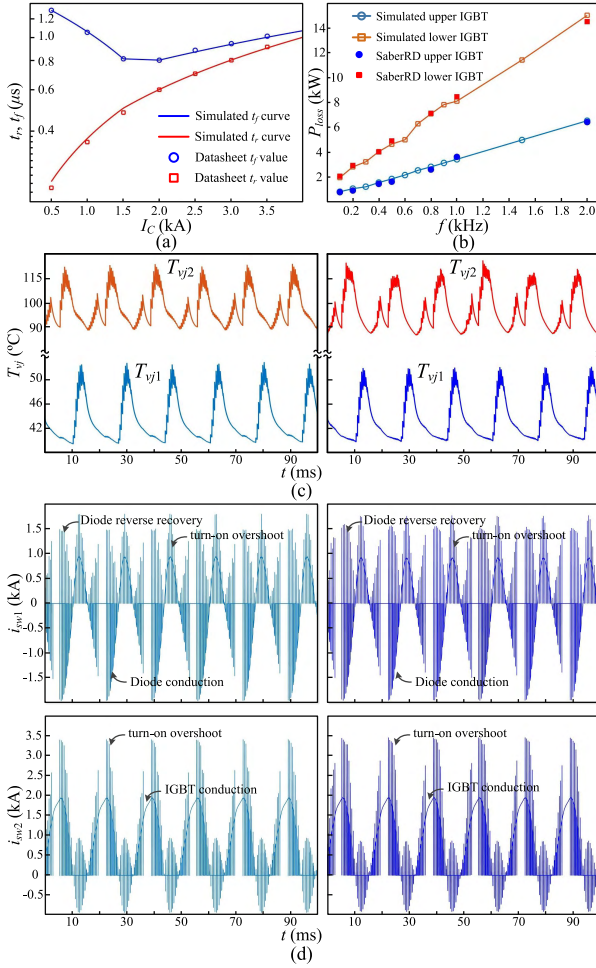 (a)
t_r, t_f (μs)
1.2
1.0
0.8
0.4
Simulated t_f curve
Simulated t_r curve
Datasheet t_f value
Datasheet t_r value
0.5 1.0 1.5 2.0 2.5 3.0 3.5
I_C (kA)
P_loss (kW)
16
14
12
10
8
6
4
2
0
Simulated upper IGBT
Simulated lower IGBT
SaberRD upper IGBT
SaberRD lower IGBT
0.2 0.4 0.6 0.8 1.0 1.2 1.4 1.6 1.8 2.0
f (kHz)
(b)
T_vj (ºC)
115
100
90
50
42
T_vj2
T_vj1
10 30 50 70 90
t (ms)
T_vj2
T_vj1
10 30 50 70 90
t (ms)
(c)
i_sw1 (kA)
1.5
1.0
0.5
0
-0.5
-1.0
-1.5
Diode reverse recovery
turn-on overshoot
Diode conduction
Diode reverse recovery
turn-on overshoot
Diode conduction
i_sw2 (kA)
3.5
3.0
2.5
2.0
1.5
1.0
0.5
0
-0.5
turn-on overshoot
IGBT conduction
10 30 50 70 90
t (ms)
turn-on overshoot
IGBT conduction
10 30 50 70 90
t (ms)
(d)